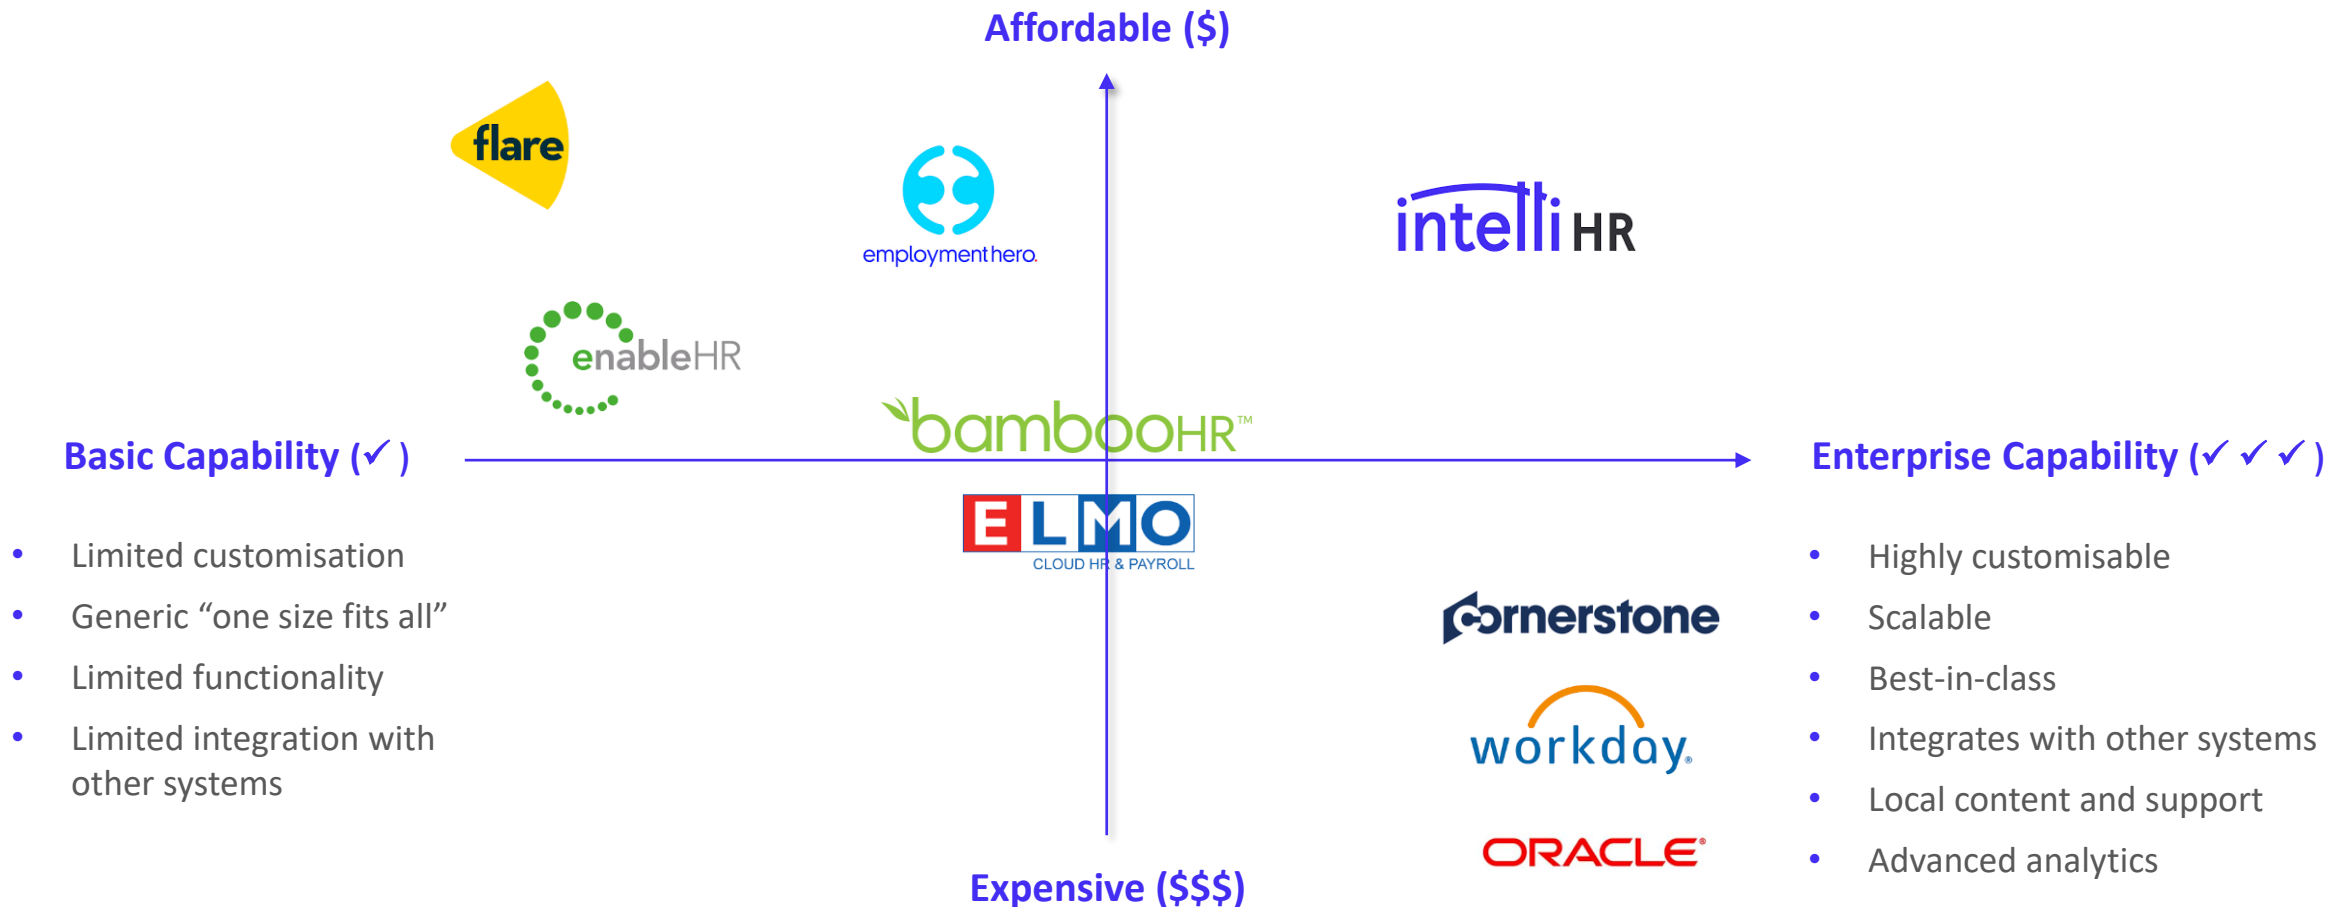 Affordable ($)
flare
employmenthero.
intelliHR
enableHR
bambooHR™
Basic Capability (✓)
Enterprise Capability (✓ ✓ ✓)
ELMO
CLOUD HR & PAYROLL
• Limited customisation
• Generic “one size fits all”
• Limited functionality
• Limited integration with
other systems
cornerstone
workday®
ORACLE®
• Highly customisable
• Scalable
• Best-in-class
• Integrates with other systems
• Local content and support
• Advanced analytics
Expensive ($$$)